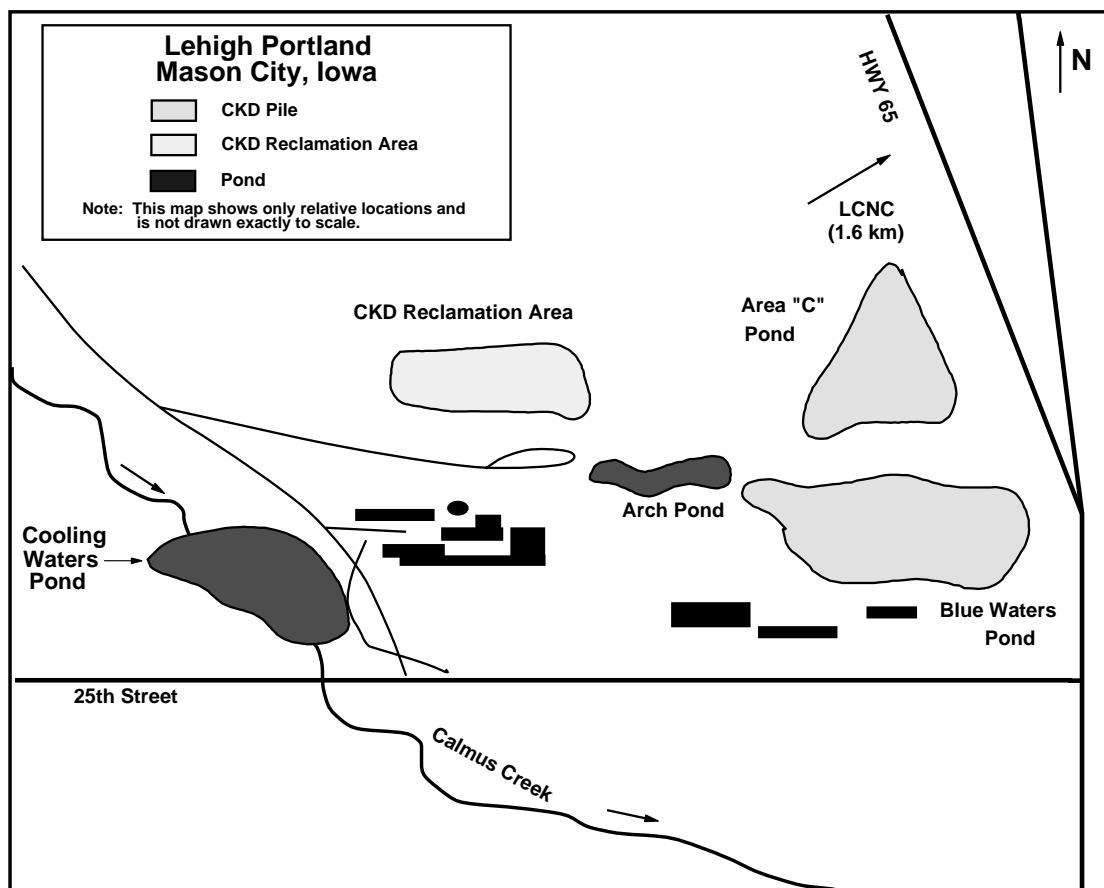 Lehigh Portland
Mason City, Iowa
CKD Pile
CKD Reclamation Area
Pond
Note: This map shows only relative locations and
is not drawn exactly to scale.
HWY 65
N
LCNC
(1.6 km)
CKD Reclamation Area
Area "C"
Pond
Arch Pond
Cooling
Waters
Pond
Blue Waters
Pond
25th Street
Calmus Creek